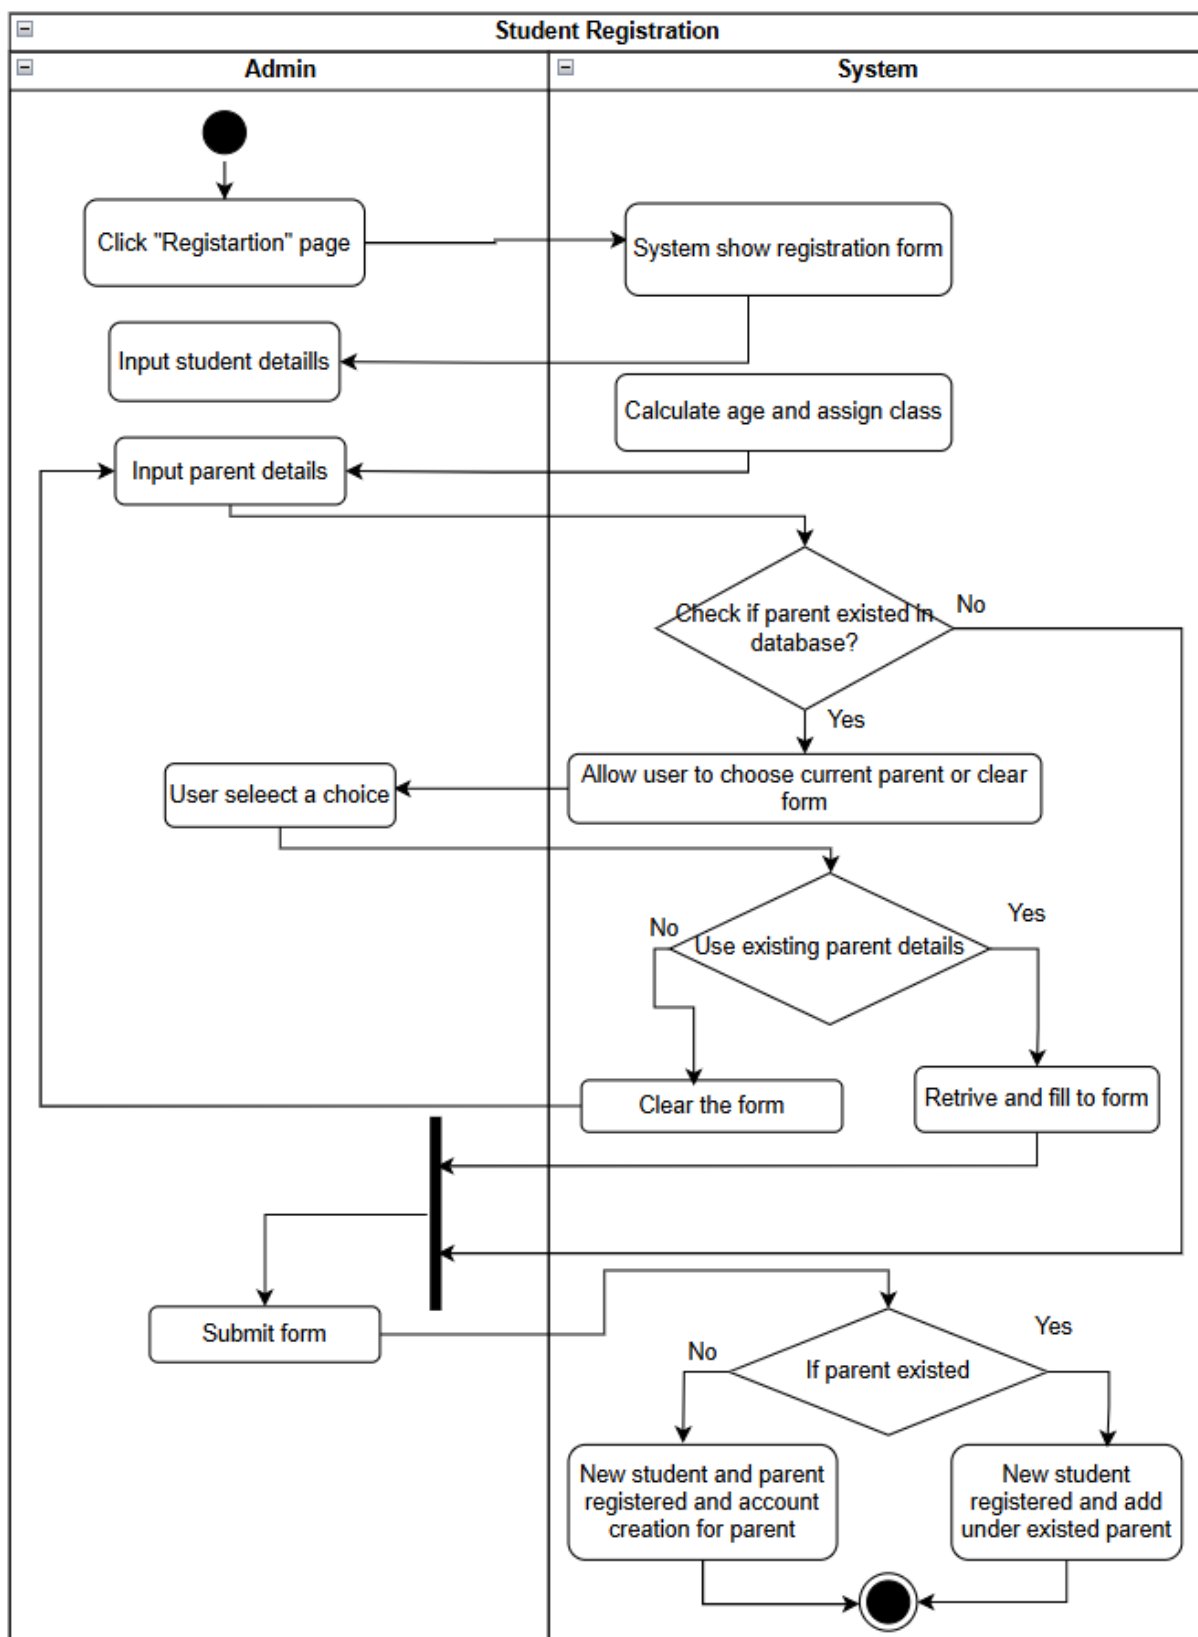 Student Registration
Admin
System
Click "Registartion" page
System show registration form
Input student detaills
Calculate age and assign class
Input parent details
Check if parent existed in
database?
No
Yes
Allow user to choose current parent or clear
form
User seleect a choice
No
Yes
Use existing parent details
Clear the form
Retrive and fill to form
Submit form
Yes
No
If parent existed
New student and parent
registered and account
creation for parent
New student
registered and add
under existed parent